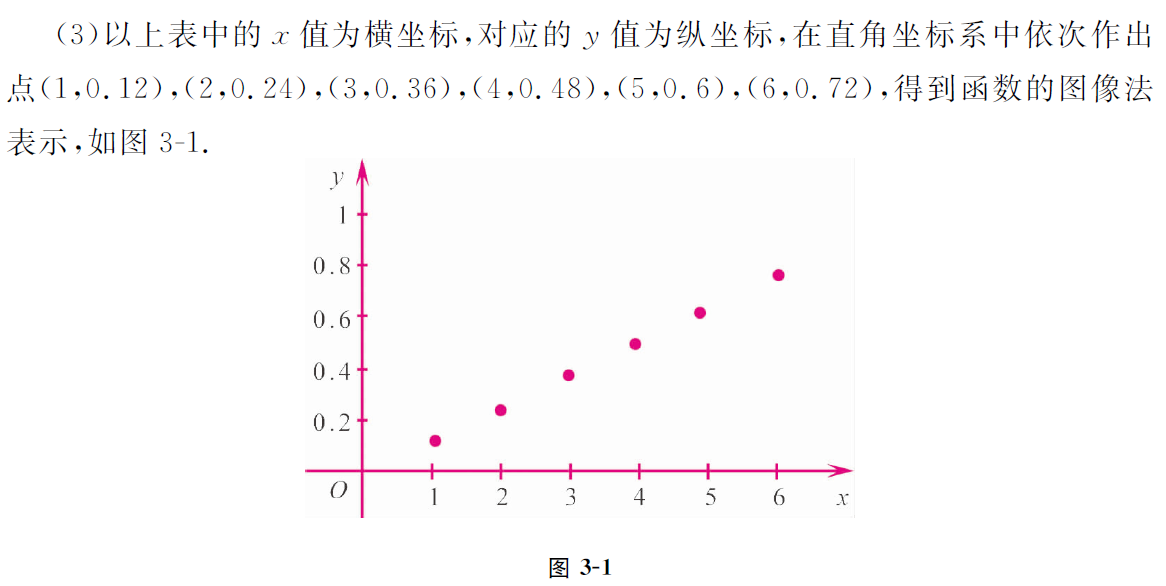 (3)以上表中的 x 值为横坐标,对应的 y 值为纵坐标,在直角坐标系中依次作出
点(1,0.12),(2,0.24),(3,0.36),(4,0.48),(5,0.6),(6,0.72),得到函数的图像法
表示,如图 3-1.
y
1
0.8
0.6
0.4
0.2
O 1 2 3 4 5 6 x
图 3-1